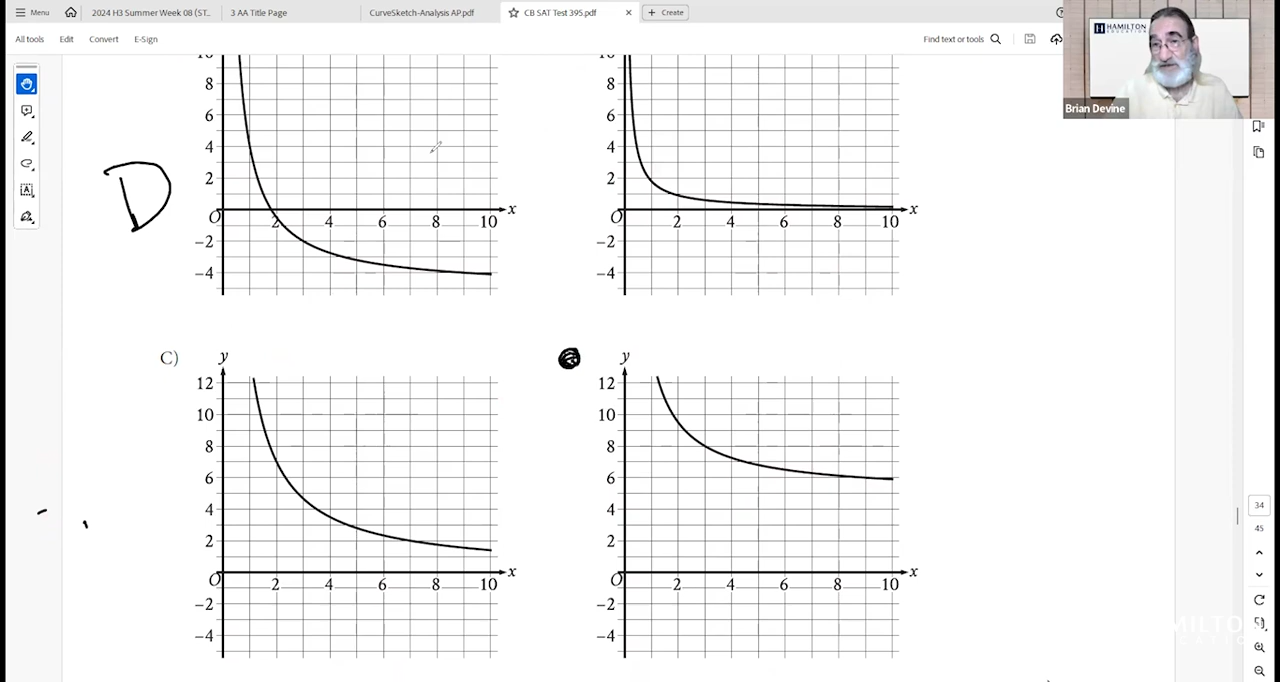 Menu
2024 H3 Summer Week 08 (ST...
3 AA Title Page
CurveSketch-Analysis AP.pdf
CB SAT Test 395.pdf
Create
All tools
Edit
Convert
E-Sign
Find text or tools
HAMILTON
EDUCATION
Brian Devine
D
8
6
4
2
O
2
4
6
8
10
x
−2
−4
8
6
4
2
O
2
4
6
8
10
x
−2
−4
C)
y
12
10
8
6
4
2
O
2
4
6
8
10
x
−2
−4
y
12
10
8
6
4
2
O
2
4
6
8
10
x
−2
−4
34
45